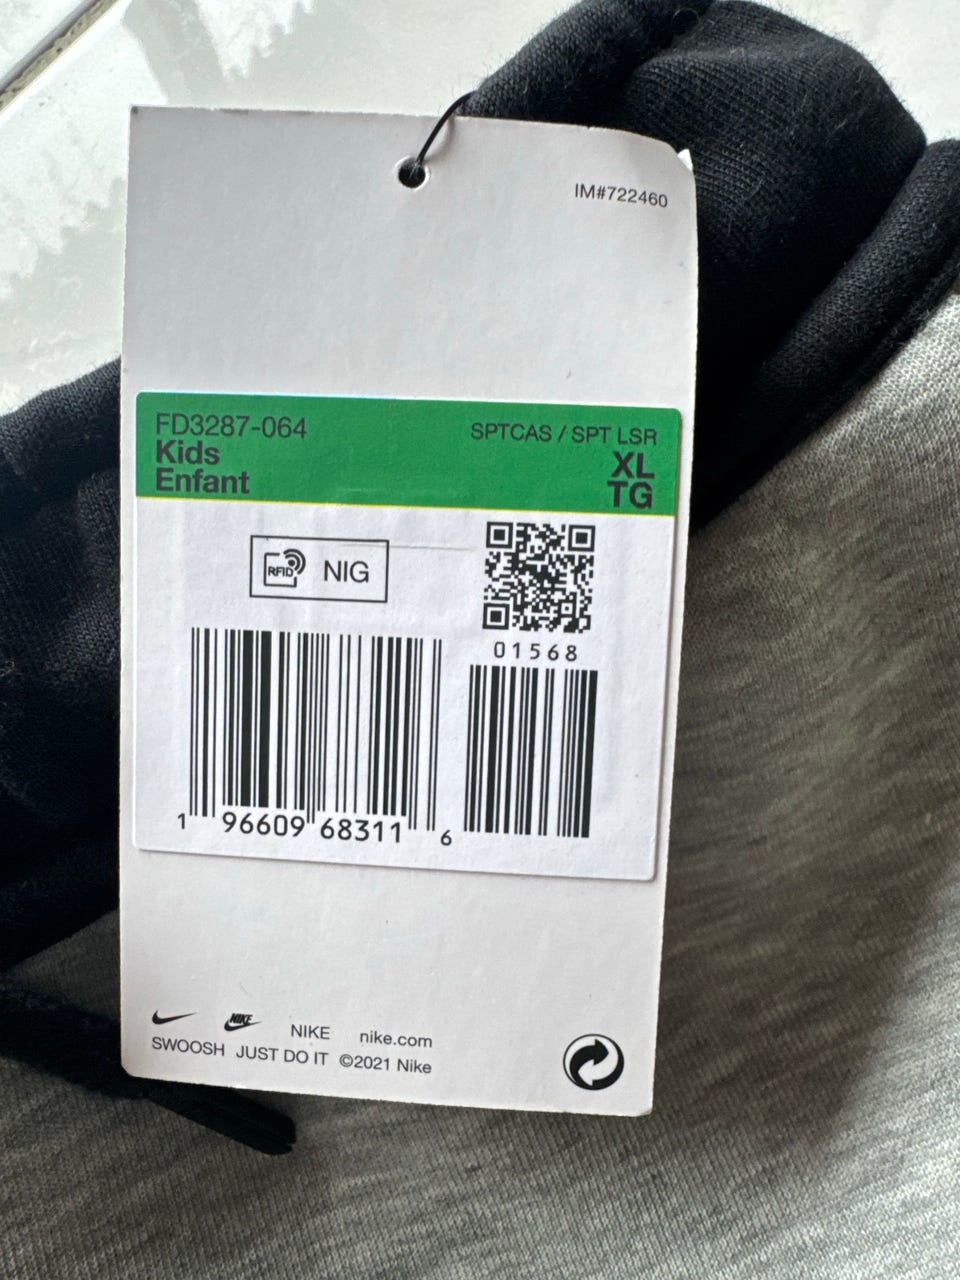 IM#722460
FD3287-064
SPTCAS / SPT LSR
Kids
XL
Enfant
TG
RFID
NIG
01568
1 96609 68311 6
NIKE
NIKE nike.com
SWOOSH JUST DO IT ©2021 Nike